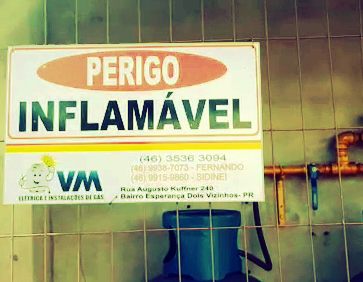 PERIGO
INFLAMÁVEL
VM
ELÉTRICA E INSTALAÇÕES DE GÁS
(46) 3536 3094
(46) 9938-7073 - FERNANDO
(46) 9915-9860 - SIDINEI
Rua Augusto Kuffner 240
Bairro Esperança Dois Vizinhos- PR